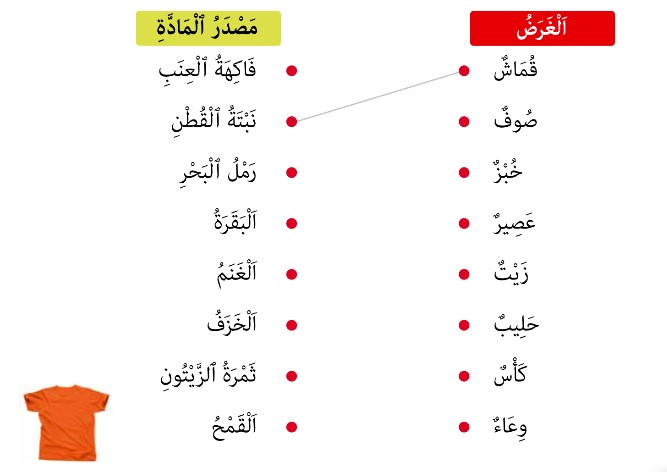 اَلْغَرَضُ
مَصْدَرُ ٱلْمَادَّةِ
قُمَاشٌ
فَاكِهَةُ ٱلْعِنَبِ
صُوفٌ
نَبْتَةُ ٱلْقُطْنِ
خُبْزٌ
رَمْلُ ٱلْبَحْرِ
عَصِيرٌ
اَلْبَقَرَةُ
زَيْتٌ
اَلْغَنَمُ
حَلِيبٌ
اَلْخَزَفُ
كَأْسٌ
ثَمْرَةُ ٱلزَّيْتُونِ
وِعَاءٌ
اَلْقَمْحُ